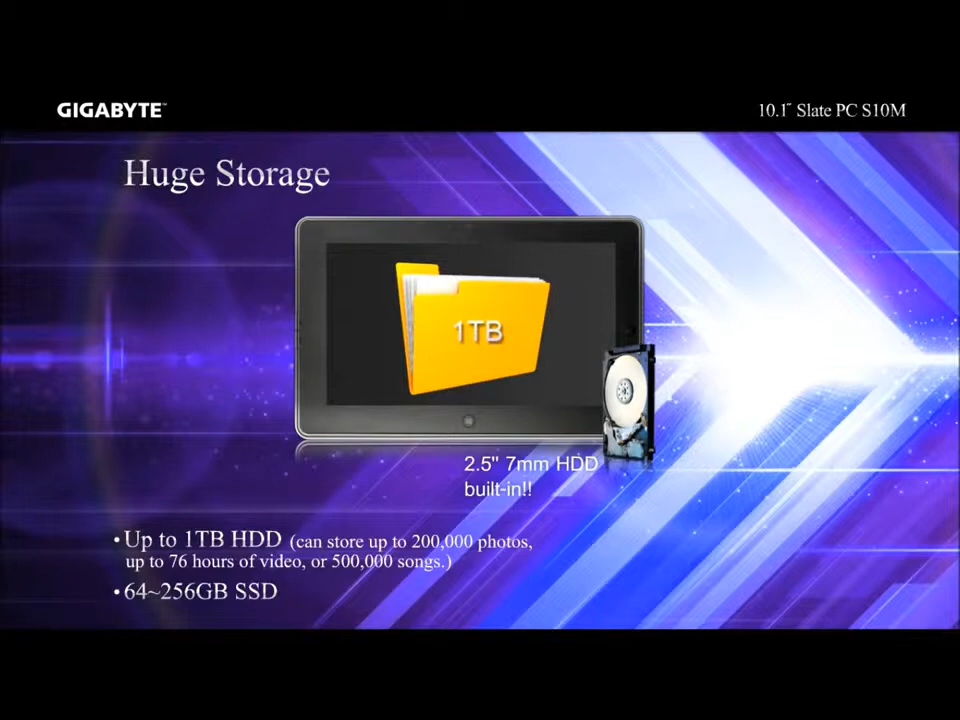 GIGABYTE™
10.1" Slate PC S10M
Huge Storage
1TB
2.5" 7mm HDD
built-in!!
•Up to 1TB HDD (can store up to 200,000 photos,
up to 76 hours of video, or 500,000 songs.)
•64~256GB SSD